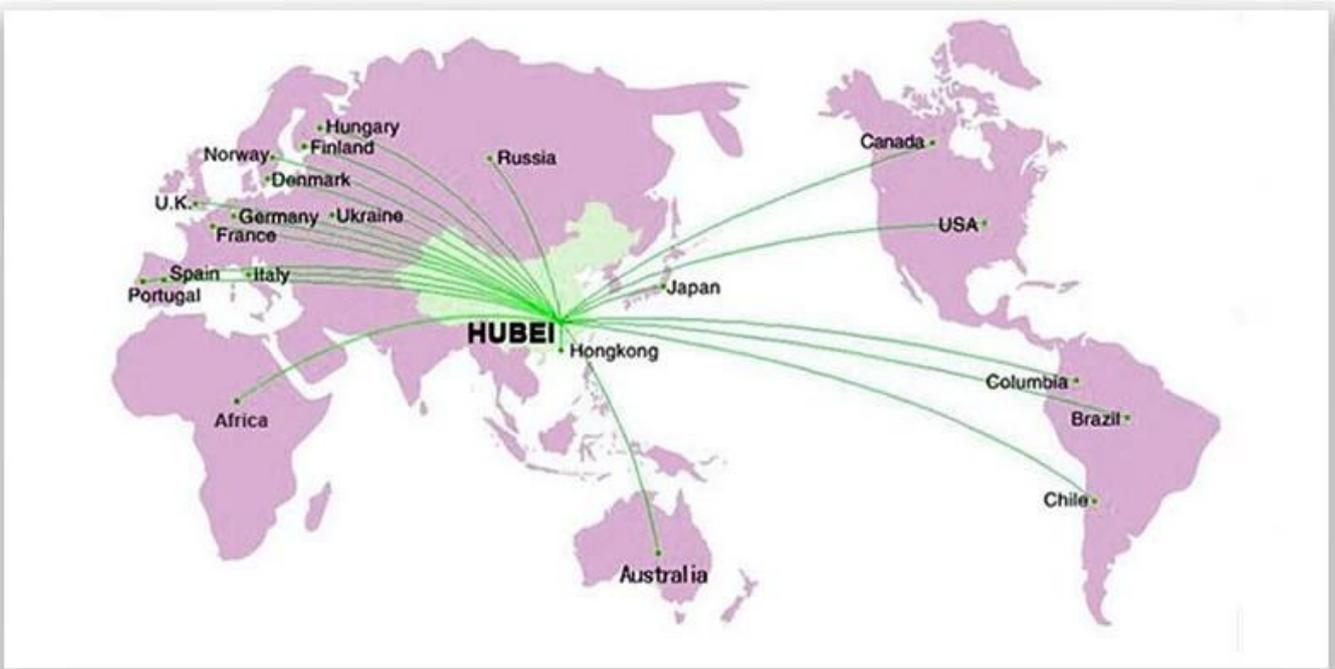 Hungary
Finland
Norway
Russia
Denmark
U.K.
Germany
Ukraine
France
Spain
Italy
Portugal
Canada
USA
Japan
HUBEI
Hongkong
Africa
Columbia
Brazil
Chile
Australia